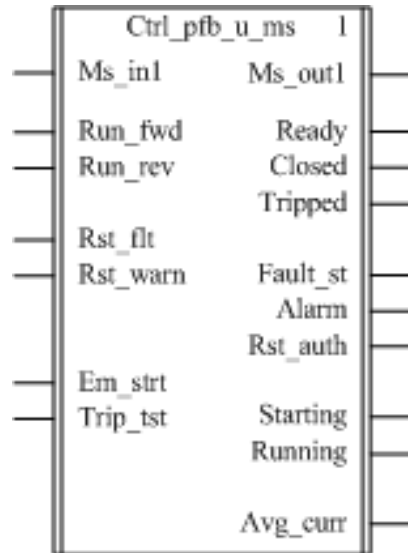 Ctrl_pfb_u_ms 1
Ms_in1 Ms_out1
Run_fwd Ready
Run_rev Closed
Tripped
Rst_flt
Rst_warn Fault_st
Alarm
Rst_auth
Em_strt
Trip_tst Starting
Running
Avg_curr